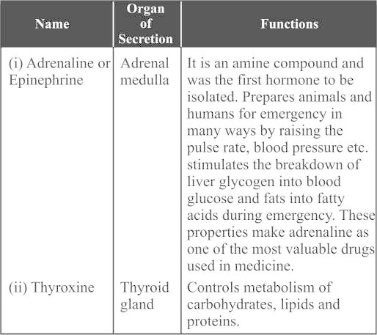 Name
Organ
of
Secretion
Functions
(i) Adrenaline or
Epinephrine
Adrenal
medulla
It is an amine compound and
was the first hormone to be
isolated. Prepares animals and
humans for emergency in
many ways by raising the
pulse rate, blood pressure etc.
stimulates the breakdown of
liver glycogen into blood
glucose and fats into fatty
acids during emergency. These
properties make adrenaline as
one of the most valuable drugs
used in medicine.
(ii) Thyroxine
Thyroid
gland
Controls metabolism of
carbohydrates, lipids and
proteins.